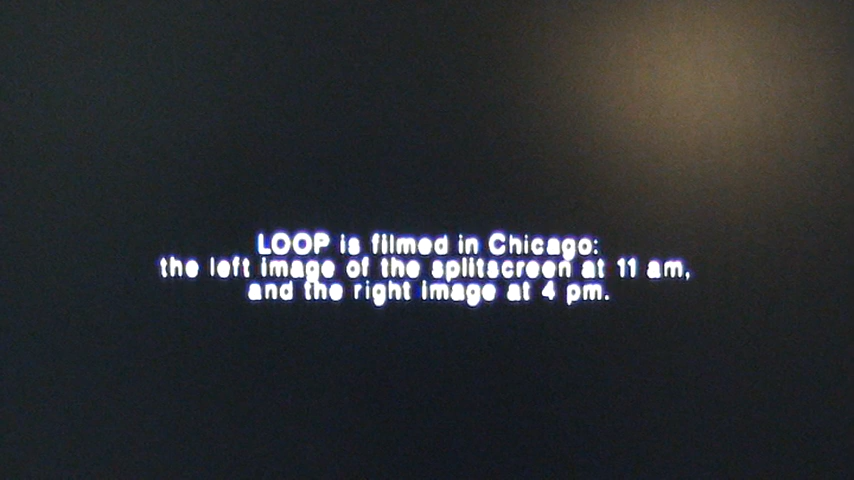 LOOP is filmed in Chicago:
the left image of the splitscreen at 11 am,
and the right image at 4 pm.